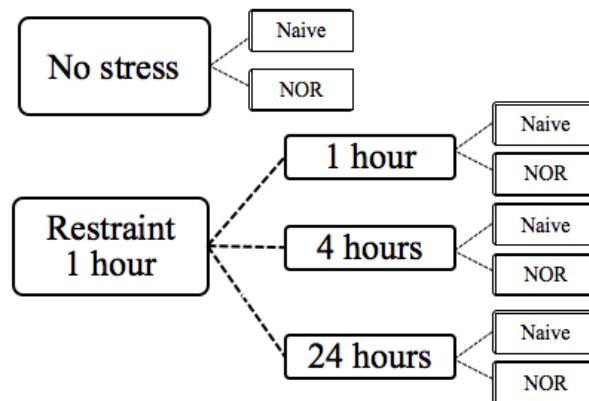 No stress
Naive
NOR
Restraint
1 hour
1 hour
Naive
NOR
4 hours
Naive
NOR
24 hours
Naive
NOR